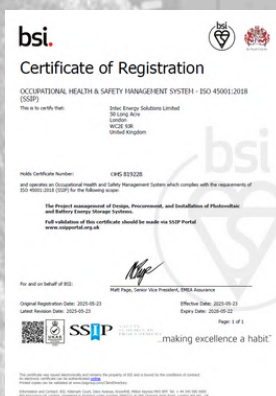 bsi.
bsi
Certificate of Registration
OCCUPATIONAL HEALTH & SAFETY MANAGEMENT SYSTEM - ISO 45001:2018
(SSIP)
This is to certify that:
Intec Energy Solutions Limited
50 Long Acre
London
WC2E 9JR
United Kingdom
Holds Certificate Number:
OHS 819228
and operates an Occupational Health and Safety Management System which complies with the requirements of
ISO 45001:2018 (SSIP) for the following scope:
The Project management of Design, Procurement, and Installation of Photovoltaic
and Battery Energy Storage Systems.
Full validation of this certificate should be made via SSIP Portal
www.ssipportal.org.uk
For and on behalf of BSI:
Matt Page, Senior Vice President, EMEA Assurance
Original Registration Date: 2025-05-23
Effective Date: 2025-05-23
Latest Revision Date: 2025-05-23
Expiry Date: 2028-05-22
Page: 1 of 1
SSIP
...making excellence a habit.™